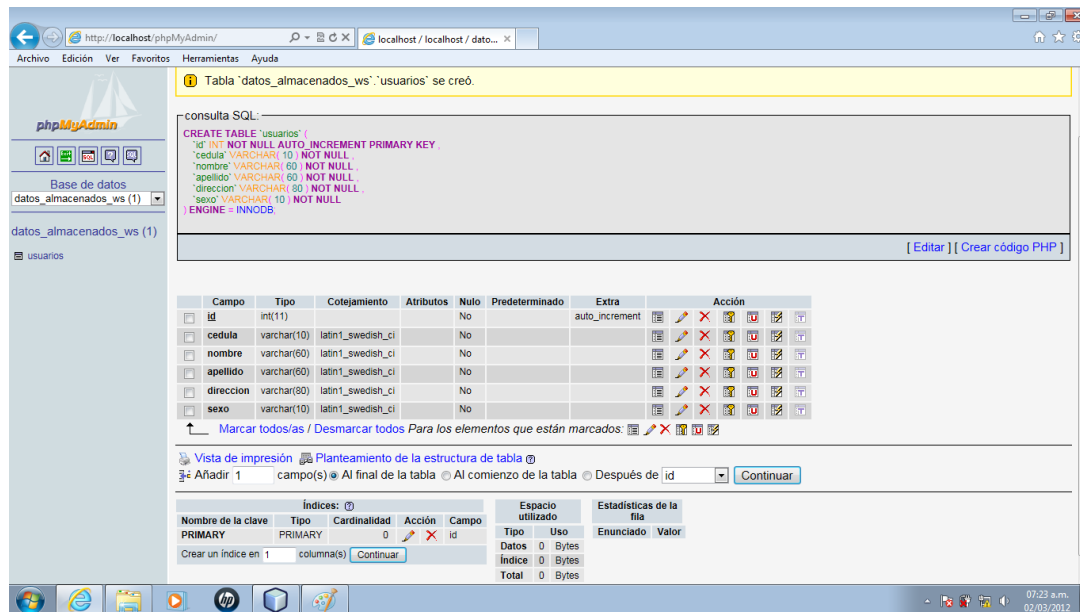 http://localhost/phpMyAdmin/
localhost / localhost / dato...
Archivo Edición Ver Favoritos Herramientas Ayuda
phpMyAdmin
SQL
Base de datos
datos_almacenados_ws (1)
datos_almacenados_ws (1)
usuarios
Tabla `datos_almacenados_ws`.`usuarios` se creó.
consulta SQL:
CREATE TABLE `usuarios` (
`id` INT NOT NULL AUTO_INCREMENT PRIMARY KEY ,
`cedula` VARCHAR( 10 ) NOT NULL ,
`nombre` VARCHAR( 60 ) NOT NULL ,
`apellido` VARCHAR( 60 ) NOT NULL ,
`direccion` VARCHAR( 80 ) NOT NULL ,
`sexo` VARCHAR( 10 ) NOT NULL
) ENGINE = INNODB;
[ Editar ] [ Crear código PHP ]
Campo Tipo Cotejamiento Atributos Nulo Predeterminado Extra Acción
id int(11) No auto_increment
cedula varchar(10) latin1_swedish_ci No
nombre varchar(60) latin1_swedish_ci No
apellido varchar(60) latin1_swedish_ci No
direccion varchar(80) latin1_swedish_ci No
sexo varchar(10) latin1_swedish_ci No
Marcar todos/as / Desmarcar todos Para los elementos que están marcados:
Vista de impresión Planteamiento de la estructura de tabla
Añadir 1 campo(s) Al final de la tabla Al comienzo de la tabla Después de id Continuar
Índices:
Nombre de la clave Tipo Cardinalidad Acción Campo
PRIMARY PRIMARY 0 id
Crear un índice en 1 columna(s) Continuar
Espacio utilizado
Tipo Uso
Datos 0 Bytes
Índice 0 Bytes
Total 0 Bytes
Estadísticas de la fila
Enunciado Valor
hp
07:23 a.m.
02/03/2012